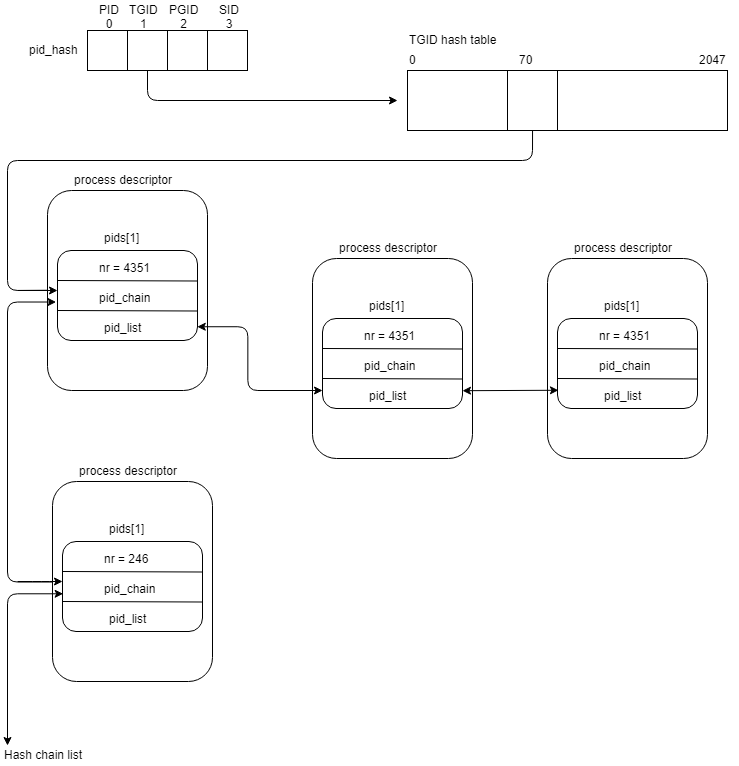 PID TGID PGID SID
0 1 2 3
pid_hash
TGID hash table
0 70 2047
process descriptor
pids[1]
nr = 4351
pid_chain
pid_list
process descriptor
pids[1]
nr = 4351
pid_chain
pid_list
process descriptor
pids[1]
nr = 4351
pid_chain
pid_list
process descriptor
pids[1]
nr = 246
pid_chain
pid_list
Hash chain list